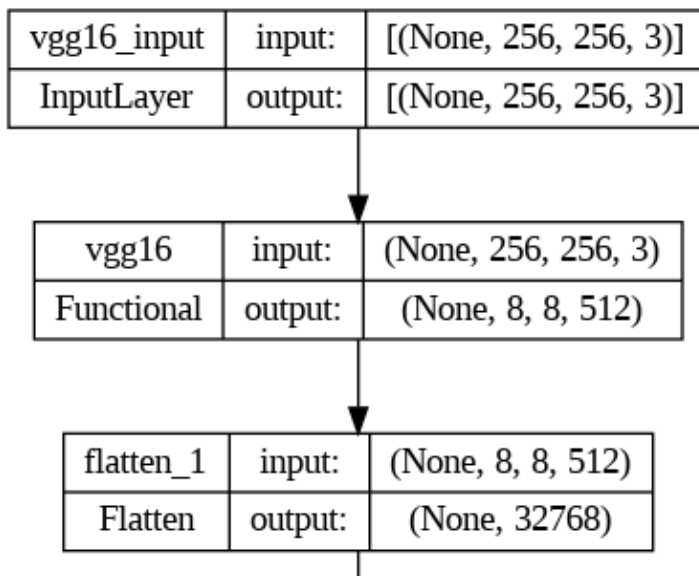 vgg16_input input: [(None, 256, 256, 3)]
InputLayer output: [(None, 256, 256, 3)]
vgg16 input: (None, 256, 256, 3)
Functional output: (None, 8, 8, 512)
flatten_1 input: (None, 8, 8, 512)
Flatten output: (None, 32768)